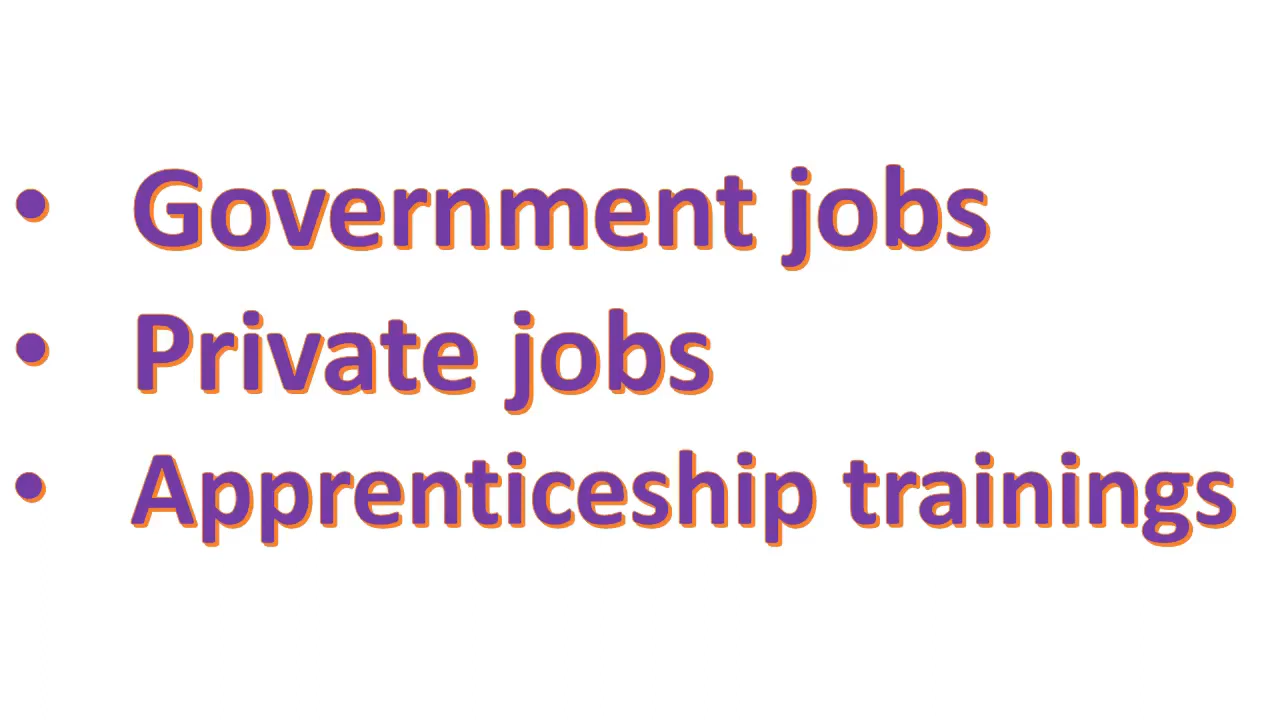 • Government jobs
• Private jobs
• Apprenticeship trainings